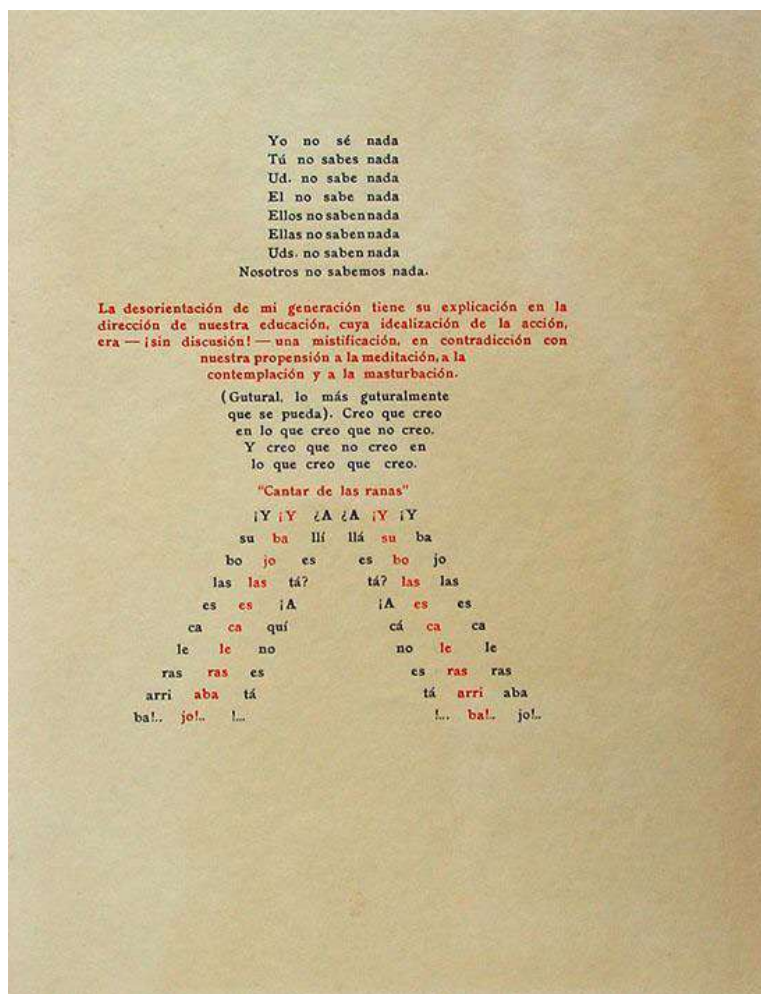 Yo no sé nada
Tú no sabes nada
Ud. no sabe nada
El no sabe nada
Ellos no saben nada
Ellas no saben nada
Uds. no saben nada
Nosotros no sabemos nada.
La desorientación de mi generación tiene su explicación en la
dirección de nuestra educación, cuya idealización de la acción,
era — ¡sin discusión! — una mistificación, en contradicción con
nuestra propensión a la meditación, a la
contemplación y a la masturbación.
(Gutural, lo más guturalmente
que se pueda). Creo que creo
en lo que creo que no creo.
Y creo que no creo en
lo que creo que creo.
"Cantar de las ranas"
¡Y ¡Y ¿A ¿A ¡Y ¡Y
su ba llí llá su ba
bo jo es es bo jo
las las tá? tá? las las
es es ¡A ¡A es es
ca ca quí cá ca ca
le le no no le le
ras ras es es ras ras
arri aba tá tá arri aba
ba!.. jo!.. !... !... ba!.. jo!..